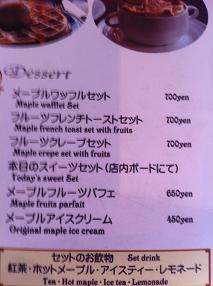 Dessert
メープルワッフルセット 700yen
Maple wafflet Set
フルーツフレンチトーストセット 700yen
Maple french toast set with fruits
フルーツクレープセット 700yen
Maple crepe set with fruits
本日のスイーツセット(店内ボードにて)
Today's sweet Set
メープルフルーツパフェ 650yen
Maple fruits parfait
メープルアイスクリーム 450yen
Original maple ice cream
セットのお飲物 Set drink
紅茶・ホットメープル・アイスティー・レモネード
Tea・Hot maple・Ice tea・Lemonade